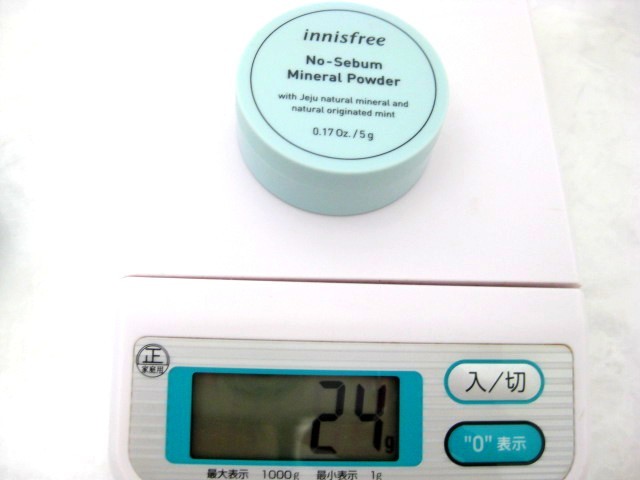 innisfree
No-Sebum
Mineral Powder
with Jeju natural mineral and
natural originated mint
0.17 Oz. / 5 g
正
家庭用
24g
入/切
"0" 表示
最大表示 1000g 最小表示 1g